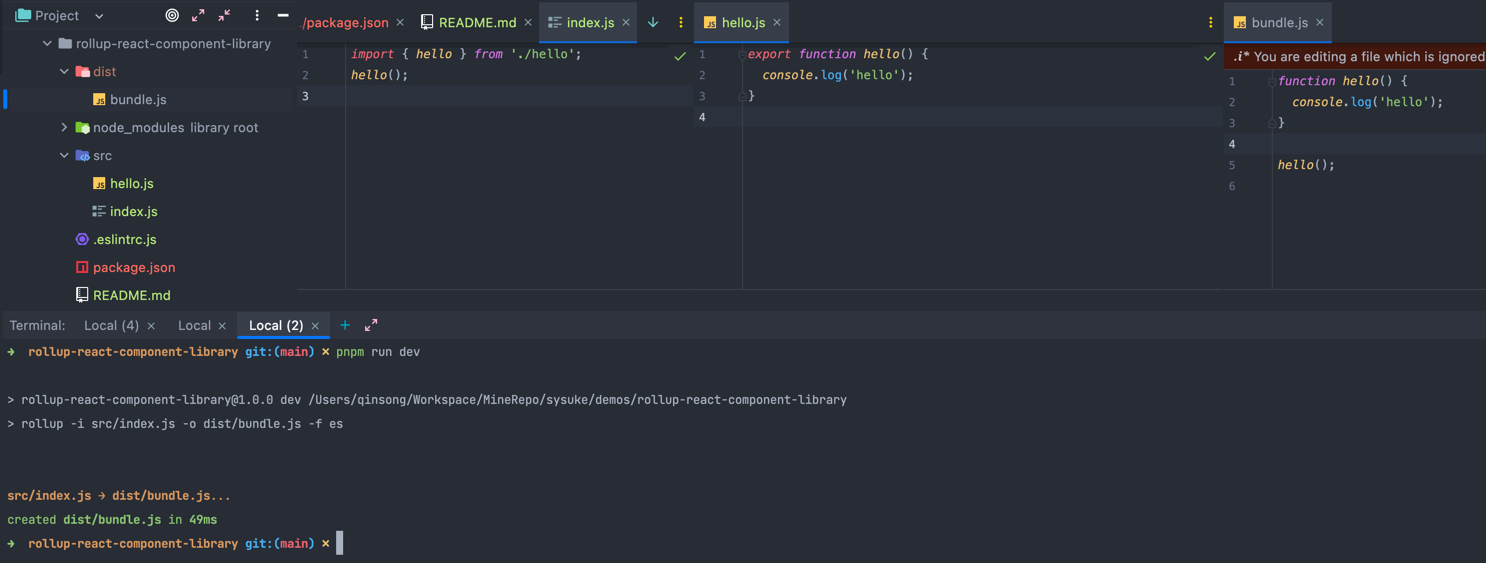 Project
rollup-react-component-library
dist
bundle.js
node_modules library root
src
hello.js
index.js
.eslintrc.js
package.json
README.md
./package.json
README.md
index.js
1 import { hello } from './hello';
2 hello();
3
hello.js
1 export function hello() {
2 console.log('hello');
3 }
4
bundle.js
.i* You are editing a file which is ignored
1 function hello() {
2 console.log('hello');
3 }
4
5 hello();
6
Terminal: Local (4) × Local × Local (2) × +
➜ rollup-react-component-library git:(main) × pnpm run dev
> rollup-react-component-library@1.0.0 dev /Users/qinsong/Workspace/MineRepo/sysuke/demos/rollup-react-component-library
> rollup -i src/index.js -o dist/bundle.js -f es
src/index.js → dist/bundle.js...
created dist/bundle.js in 49ms
➜ rollup-react-component-library git:(main) ×